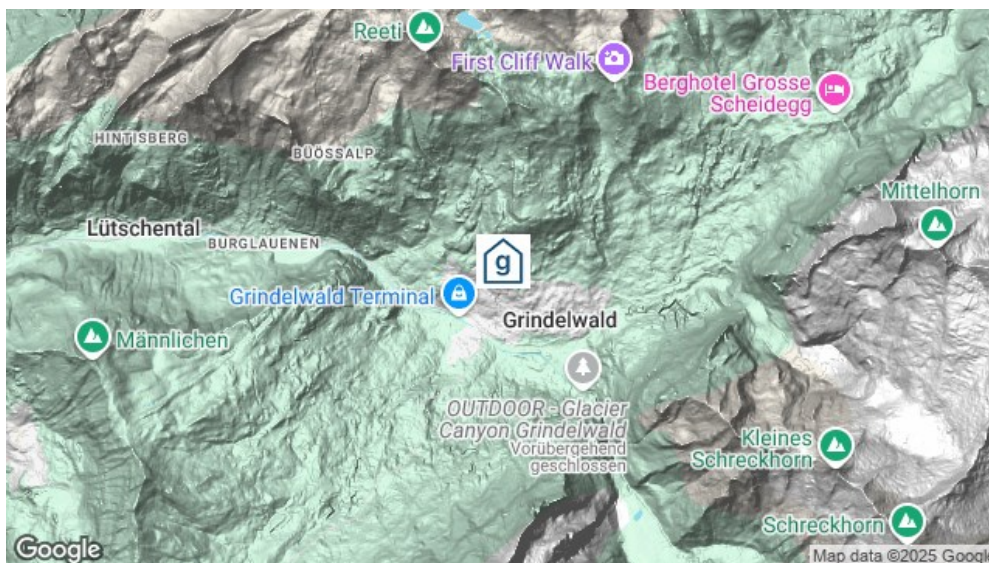 Reeti
First Cliff Walk
Berghotel Grosse
Scheidegg
HINTISBERG
BÜÖSSALP
Mittelhorn
Lütschental
BURGLAUENEN
g
Grindelwald Terminal
Grindelwald
Männlichen
OUTDOOR - Glacier
Canyon Grindelwald
Vorübergehend
geschlossen
Kleines
Schreckhorn
Schreckhorn
Google
Map data ©2025 Google